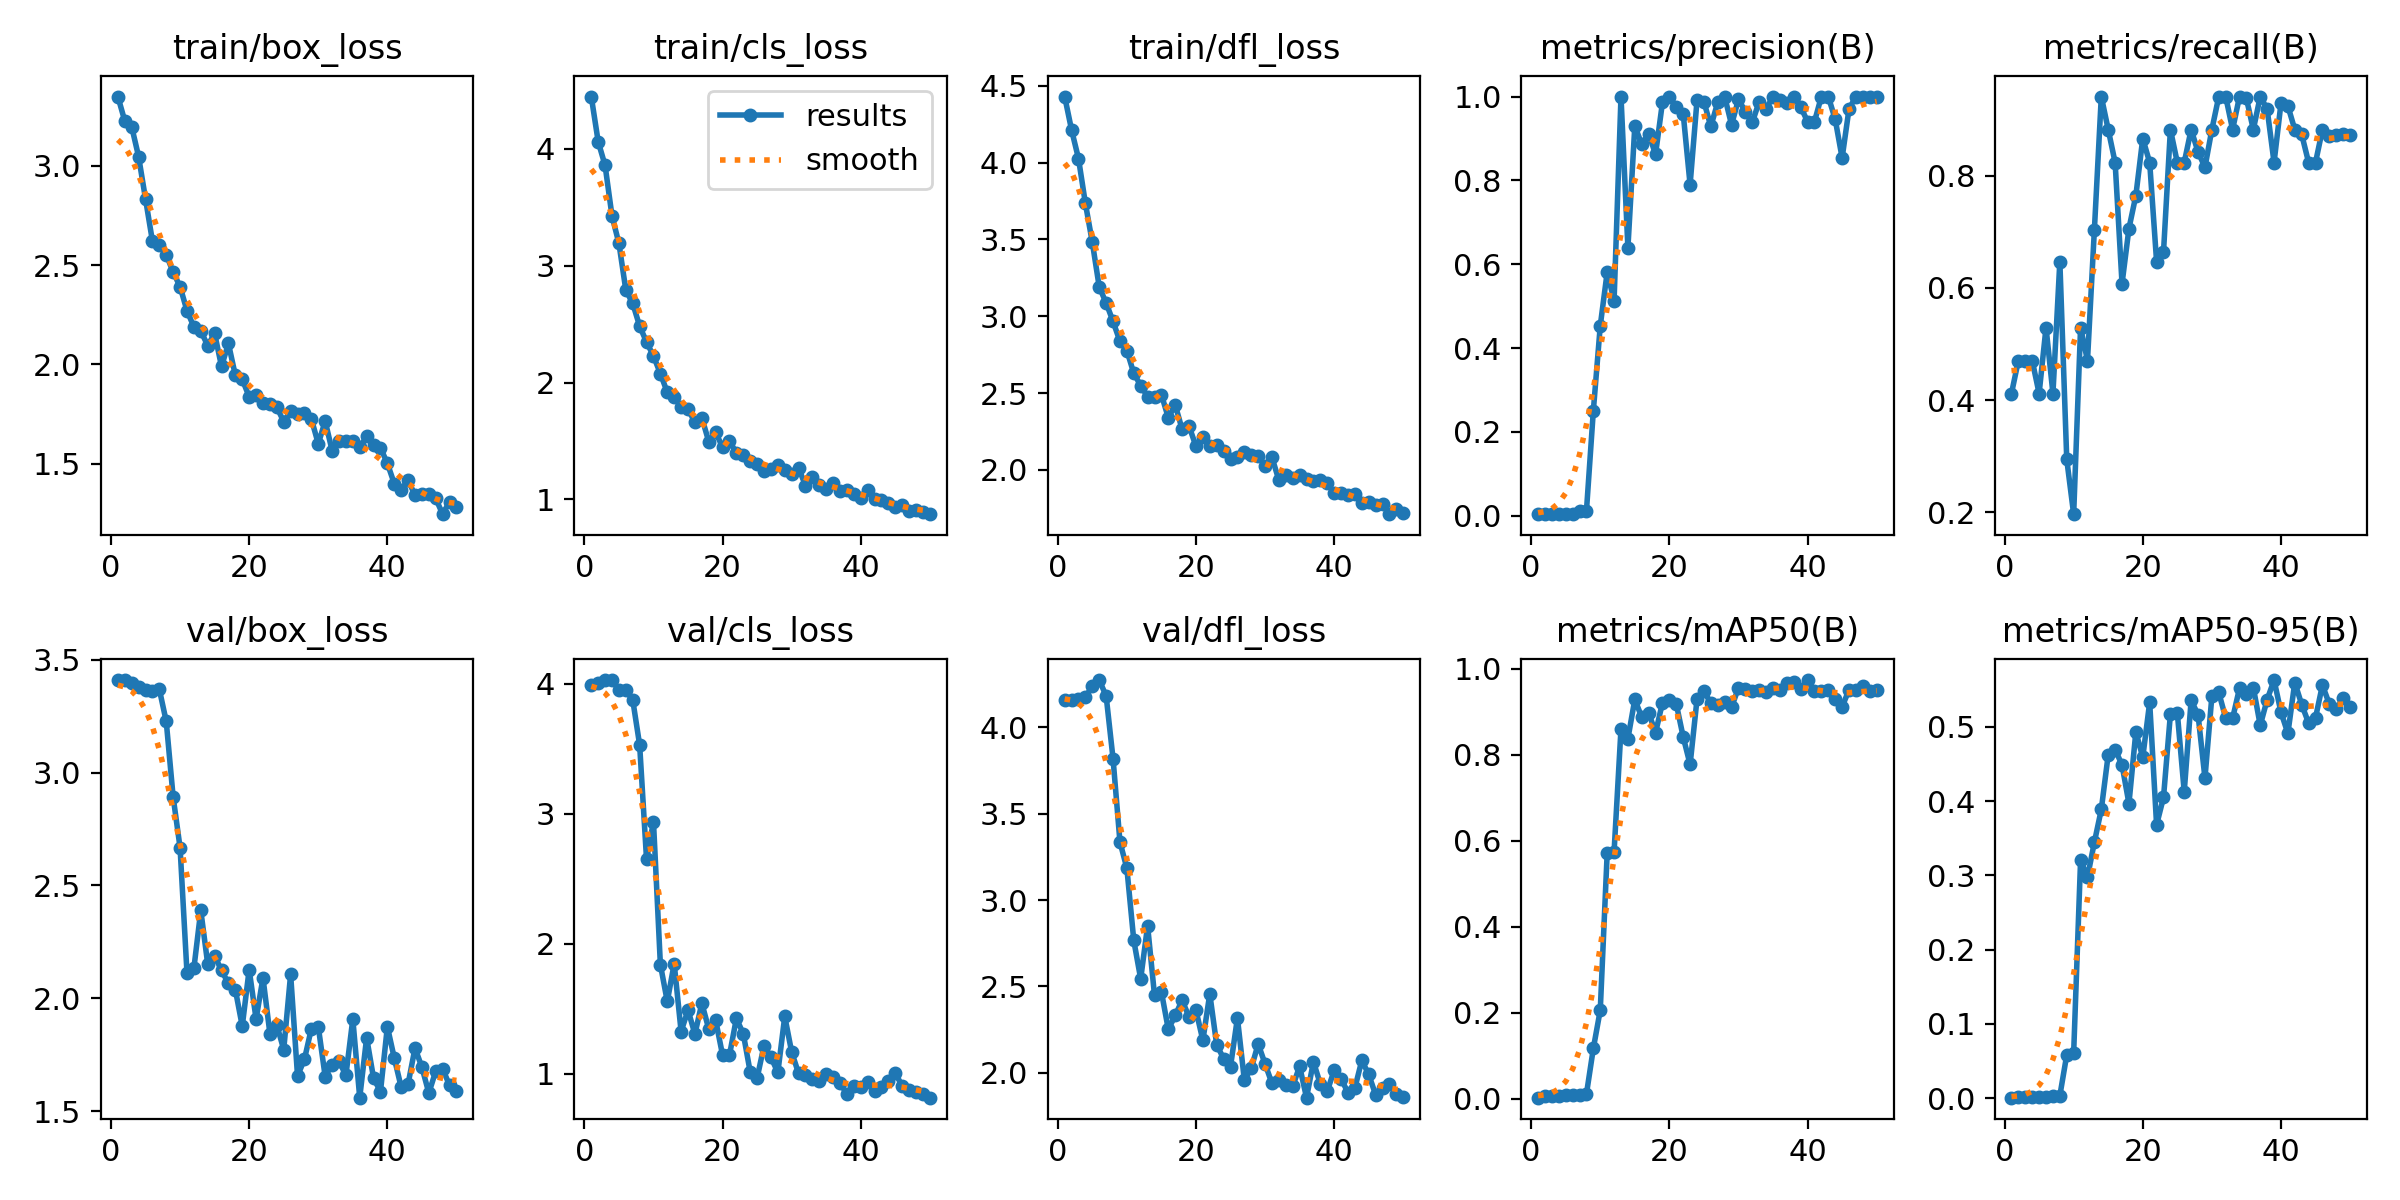 train/box_loss
3.0
2.5
2.0
1.5
0 20 40
train/cls_loss
results
smooth
4
3
2
1
0 20 40
train/dfl_loss
4.5
4.0
3.5
3.0
2.5
2.0
0 20 40
metrics/precision(B)
1.0
0.8
0.6
0.4
0.2
0.0
0 20 40
metrics/recall(B)
0.8
0.6
0.4
0.2
0 20 40
val/box_loss
3.5
3.0
2.5
2.0
1.5
0 20 40
val/cls_loss
4
3
2
1
0 20 40
val/dfl_loss
4.0
3.5
3.0
2.5
2.0
0 20 40
metrics/mAP50(B)
1.0
0.8
0.6
0.4
0.2
0.0
0 20 40
metrics/mAP50-95(B)
0.5
0.4
0.3
0.2
0.1
0.0
0 20 40